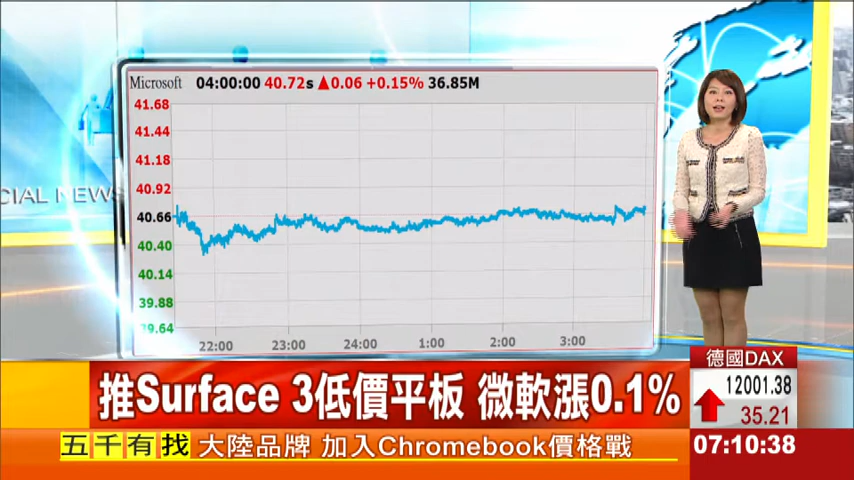 CIAL NEWS
Microsoft 04:00:00 40.72s ▲0.06 +0.15% 36.85M
41.68
41.44
41.18
40.92
40.66
40.40
40.14
39.88
39.64
22:00 23:00 24:00 1:00 2:00 3:00
推Surface 3低價平板 微軟漲0.1%
德國DAX
12001.38
35.21
五千有找 大陸品牌 加入Chromebook價格戰
07:10:38